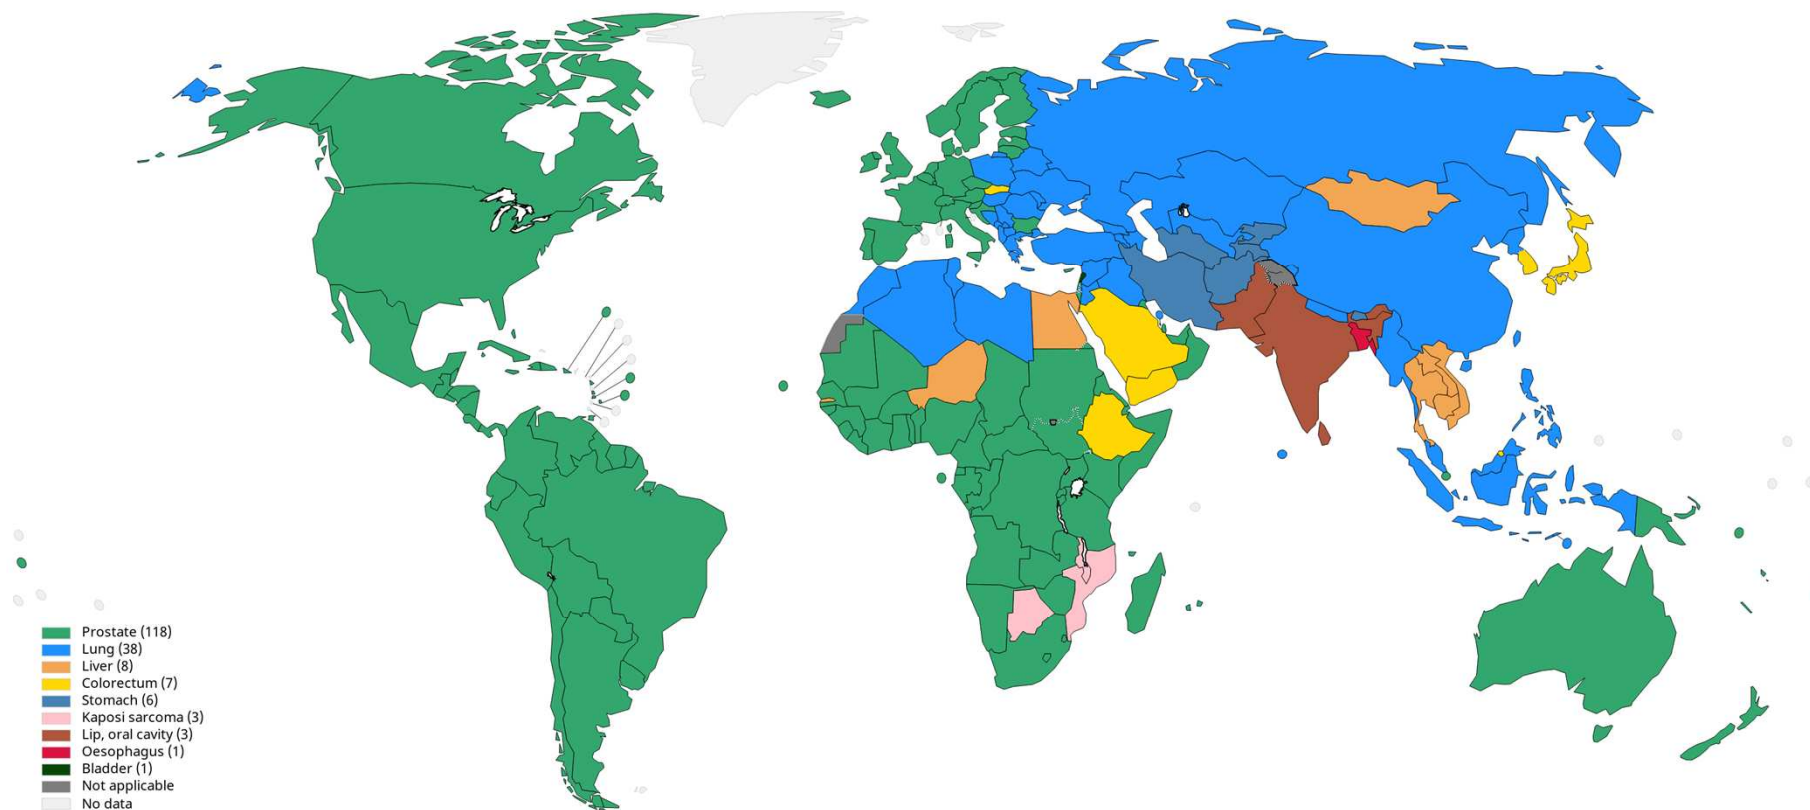 Prostate (118)
Lung (38)
Liver (8)
Colorectum (7)
Stomach (6)
Kaposi sarcoma (3)
Lip, oral cavity (3)
Oesophagus (1)
Bladder (1)
Not applicable
No data